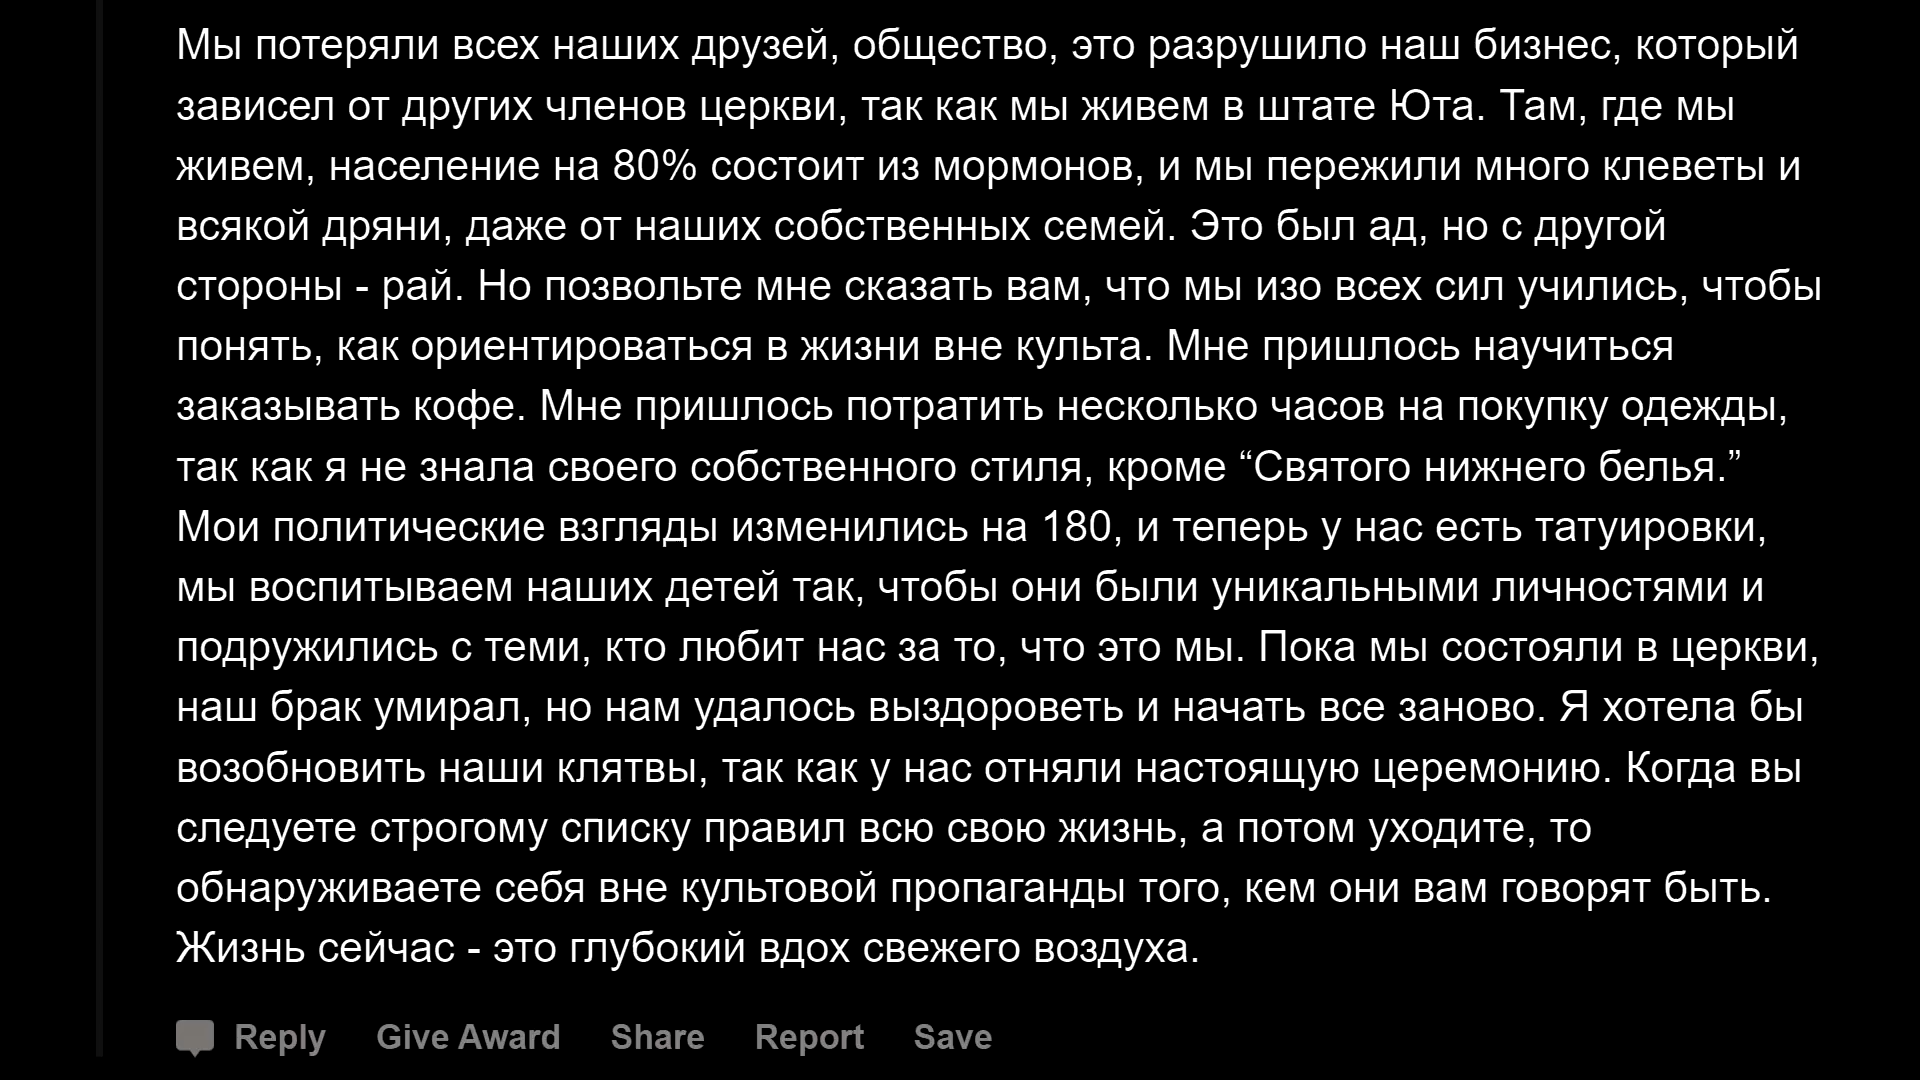 Мы потеряли всех наших друзей, общество, это разрушило наш бизнес, который
зависел от других членов церкви, так как мы живем в штате Юта. Там, где мы
живем, население на 80% состоит из мормонов, и мы пережили много клеветы и
всякой дряни, даже от наших собственных семей. Это был ад, но с другой
стороны - рай. Но позвольте мне сказать вам, что мы изо всех сил учились, чтобы
понять, как ориентироваться в жизни вне культа. Мне пришлось научиться
заказывать кофе. Мне пришлось потратить несколько часов на покупку одежды,
так как я не знала своего собственного стиля, кроме “Святого нижнего белья.”
Мои политические взгляды изменились на 180, и теперь у нас есть татуировки,
мы воспитываем наших детей так, чтобы они были уникальными личностями и
подружились с теми, кто любит нас за то, что это мы. Пока мы состояли в церкви,
наш брак умирал, но нам удалось выздороветь и начать все заново. Я хотела бы
возобновить наши клятвы, так как у нас отняли настоящую церемонию. Когда вы
следуете строгому списку правил всю свою жизнь, а потом уходите, то
обнаруживаете себя вне культовой пропаганды того, кем они вам говорят быть.
Жизнь сейчас - это глубокий вдох свежего воздуха.
Reply Give Award Share Report Save